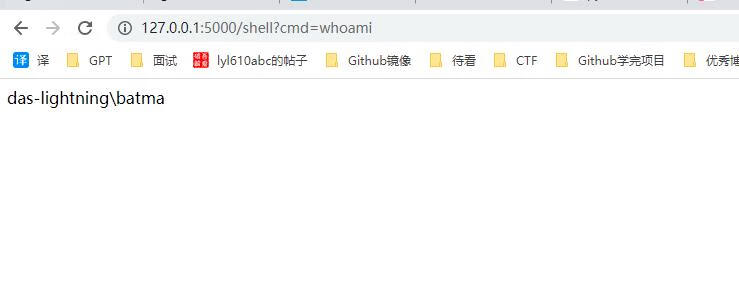 127.0.0.1:5000/shell?cmd=whoami
译 译 GPT 面试 lyl610abc的帖子 Github镜像 待看 CTF Github学完项目 优秀博
das-lightning\batma